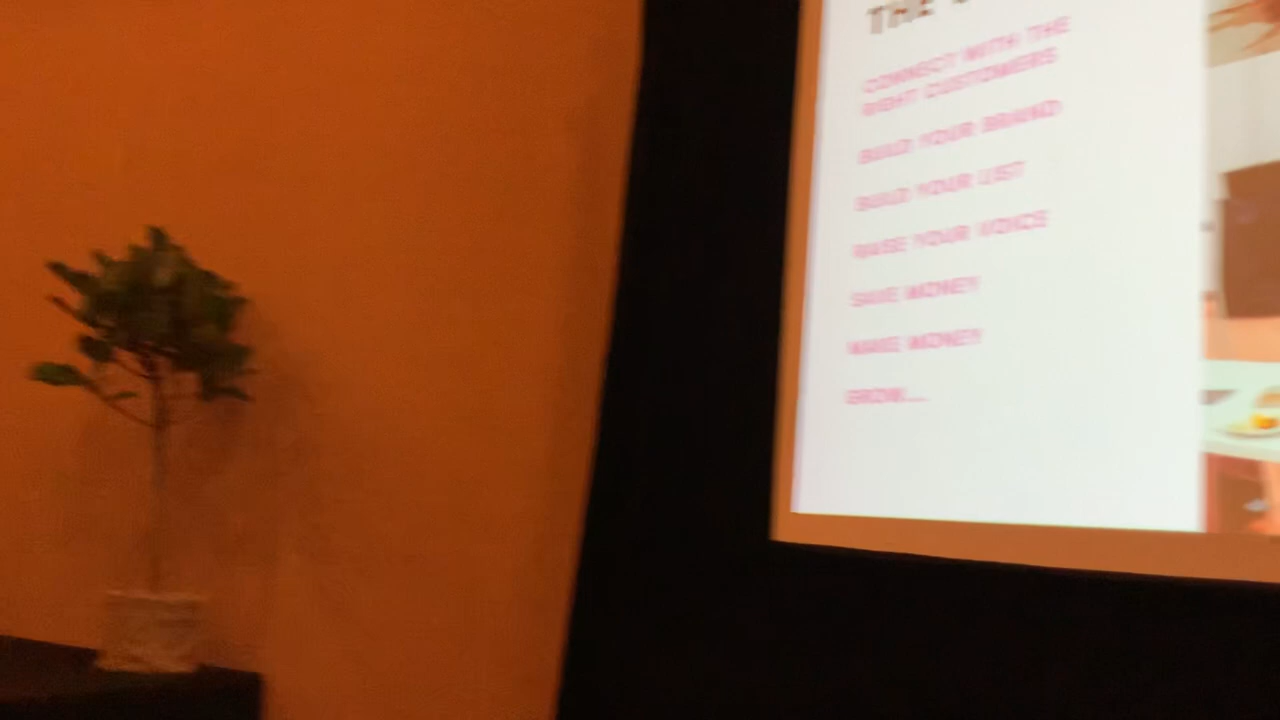 THE
CONNECT WITH THE
RIGHT CUSTOMERS
BUILD YOUR BRAND
BUILD YOUR LIST
RAISE YOUR VOICE
SAVE MONEY
MAKE MONEY
GROW....